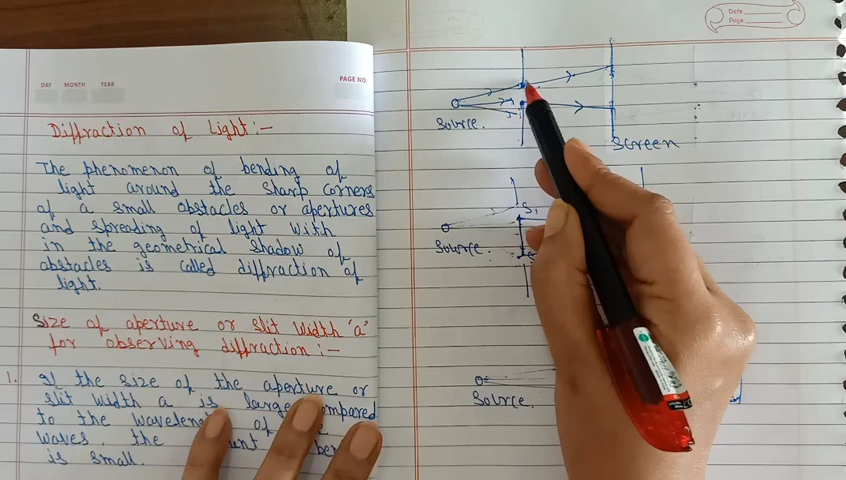 DAY MONTH YEAR
PAGE NO.
Diffraction of Light:-
The phenomenon of bending of
light around the sharp corners
of a small obstacles or apertures
and spreading of light with
in the geometrical shadow of
obstacles is called diffraction of
light.
Size of aperture or slit width 'a'
for observing diffraction:-
1. If the size of the aperture or
slit width a is large compared
to the of
waves. the
is small.
Date
Page
Source.
Screen
S1
Source.
Source.